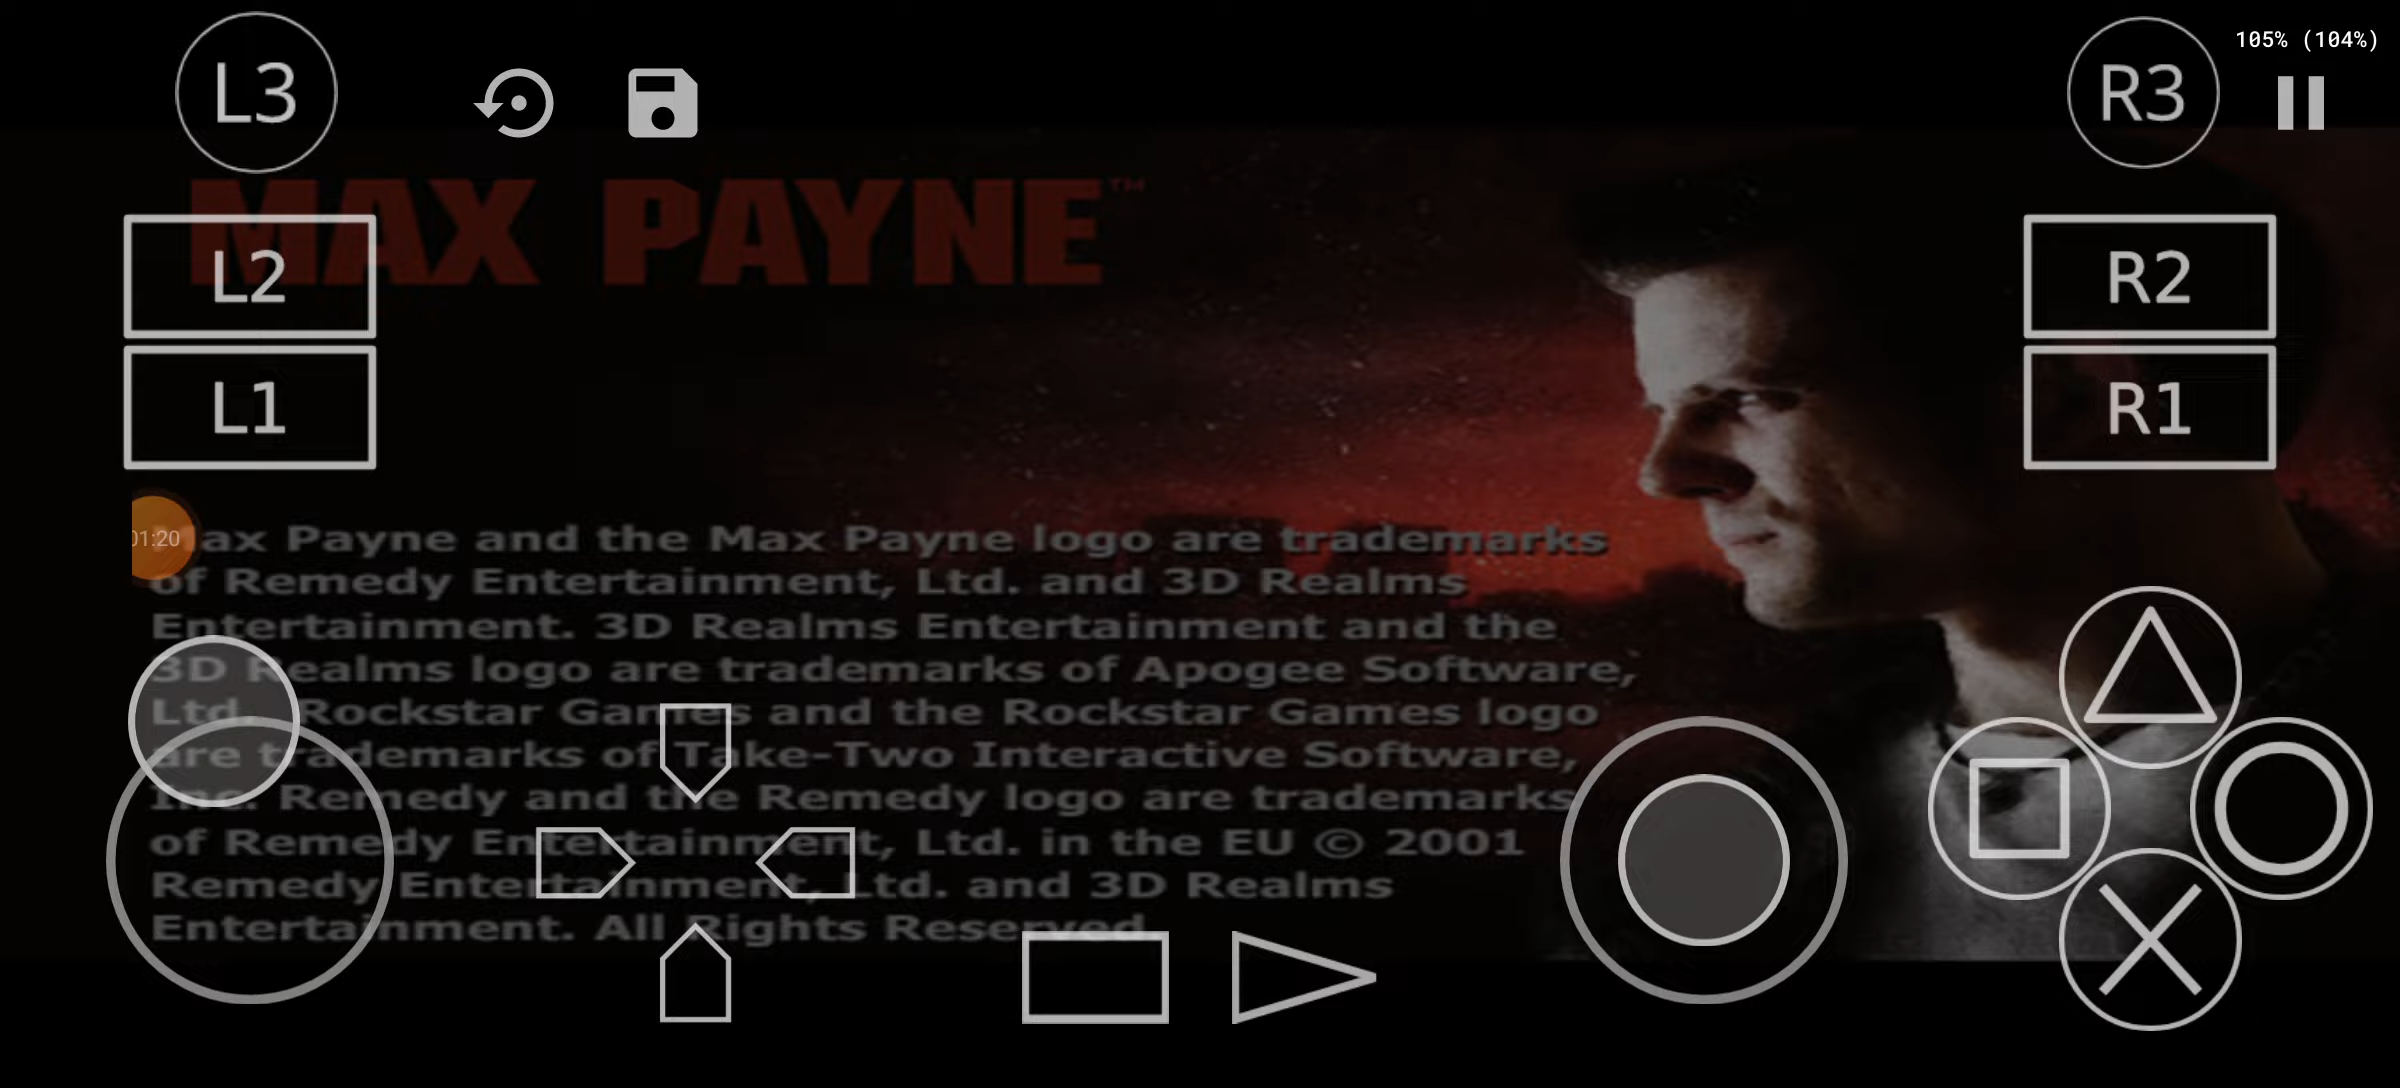 L3
R3
105% (104%)
MAX PAYNE™
L2
R2
L1
R1
01:20
Max Payne and the Max Payne logo are trademarks
of Remedy Entertainment, Ltd. and 3D Realms
Entertainment. 3D Realms Entertainment and the
3D Realms logo are trademarks of Apogee Software,
Ltd. Rockstar Games and the Rockstar Games logo
are trademarks of Take-Two Interactive Software,
Inc. Remedy and the Remedy logo are trademarks
of Remedy Entertainment, Ltd. in the EU © 2001
Remedy Entertainment, Ltd. and 3D Realms
Entertainment. All Rights Reserved